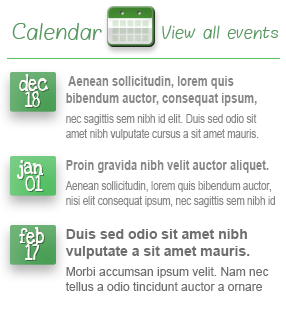 Calendar View all events
dec
18
Aenean sollicitudin, lorem quis
bibendum auctor, consequat ipsum,
nec sagittis sem nibh id elit. Duis sed odio sit
amet nibh vulputate cursus a sit amet mauris.
jan
01
Proin gravida nibh velit auctor aliquet.
Aenean sollicitudin, lorem quis bibendum auctor,
nisi elit consequat ipsum, nec sagittis sem nibh id
feb
17
Duis sed odio sit amet nibh
vulputate a sit amet mauris.
Morbi accumsan ipsum velit. Nam nec
tellus a odio tincidunt auctor a ornare